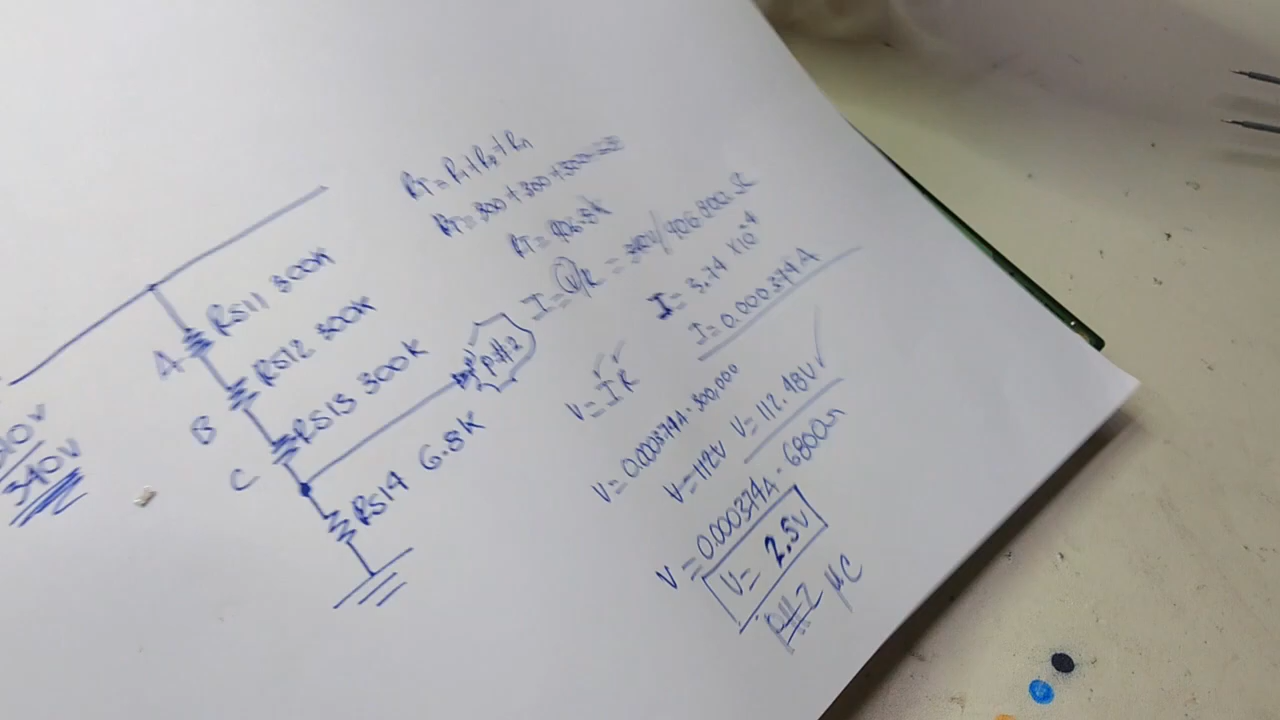 RS11 300K
A
RS12 300K
B
RS13 300K
C
RS14 6.8K
340V
P#2
RT=R1+R2+Rn
RT=300+300+300+6.8
RT=906.8K
I=V/R = 340V/906.800Ω
I= 3.74 x10-4
I=0.000374A
V=IR
V=0.000374A·300,000
V=112V V=112.48V
V=0.000374A·6800Ω
V= 2.5V
P#2 μC